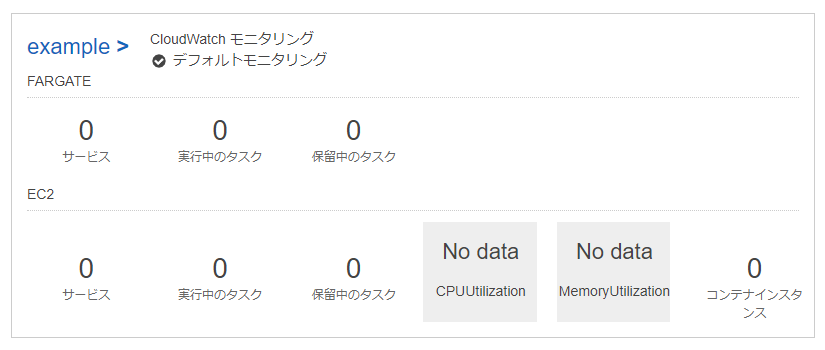 example >
CloudWatch モニタリング
デフォルトモニタリング
FARGATE
0
サービス
0
実行中のタスク
0
保留中のタスク
EC2
0
サービス
0
実行中のタスク
0
保留中のタスク
No data
CPUUtilization
No data
MemoryUtilization
0
コンテナインスタ
ンス